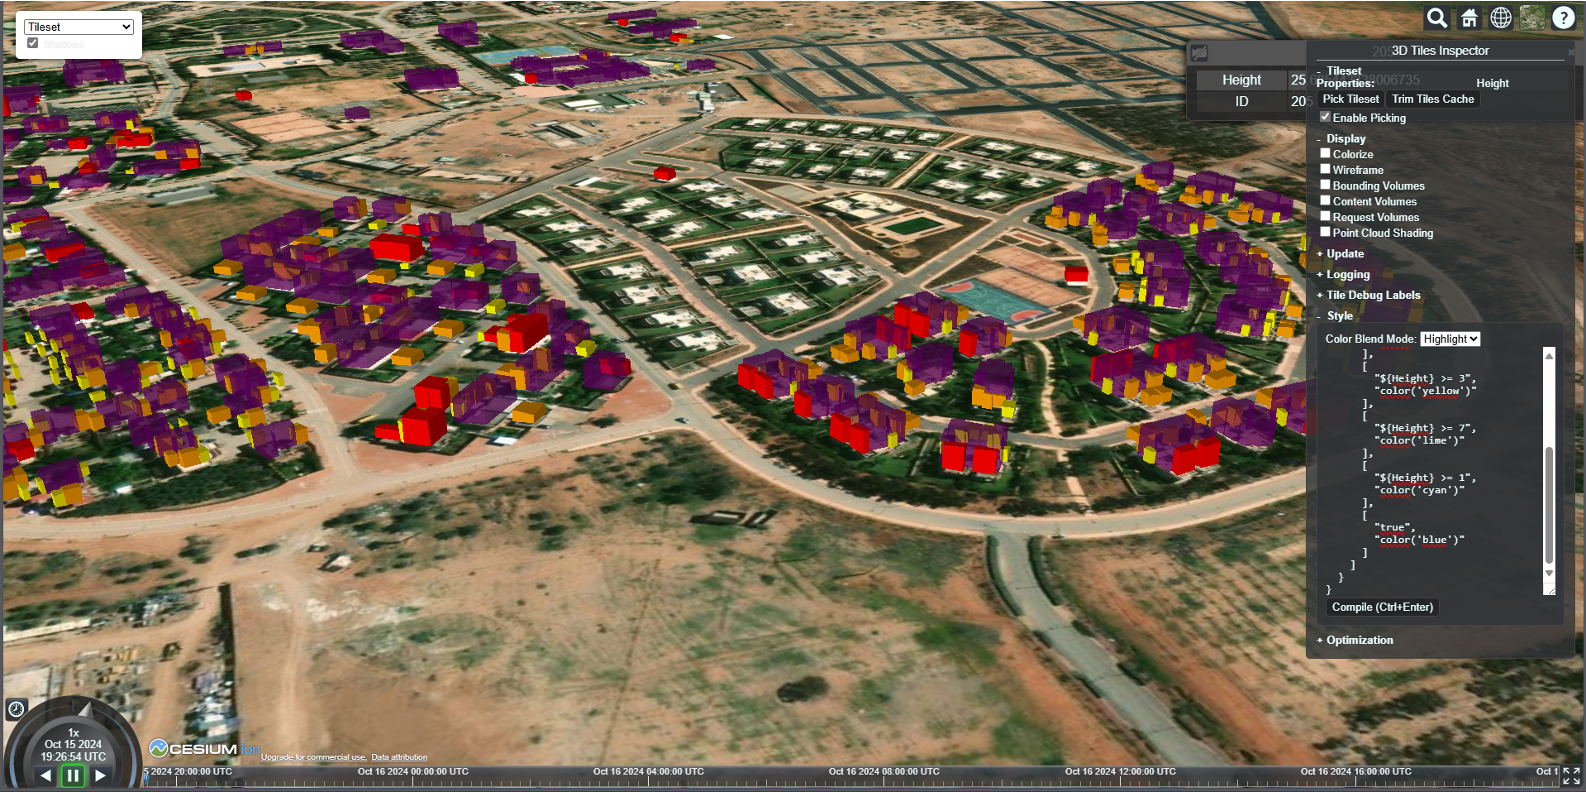 Tileset
Shadows
3D Tiles Inspector
Height
ID
205
- Tileset
Properties: Height
Pick Tileset Trim Tiles Cache
Enable Picking
- Display
Colorize
Wireframe
Bounding Volumes
Content Volumes
Request Volumes
Point Cloud Shading
+ Update
+ Logging
+ Tile Debug Labels
- Style
Color Blend Mode: Highlight
],
[
"${Height} >= 3",
"color('yellow')"
],
[
"${Height} >= 7",
"color('lime')"
],
[
"${Height} >= 1",
"color('cyan')"
],
[
"true",
"color('blue')"
]
]
}
}
Compile (Ctrl+Enter)
+ Optimization
1x
Oct 15 2024
19:26:54 UTC
CESIUM ion
Upgrade for commercial use. Data attribution
5 2024 20:00:00 UTC
Oct 16 2024 00:00:00 UTC
Oct 16 2024 04:00:00 UTC
Oct 16 2024 08:00:00 UTC
Oct 16 2024 12:00:00 UTC
Oct 16 2024 16:00:00 UTC
Oct 1